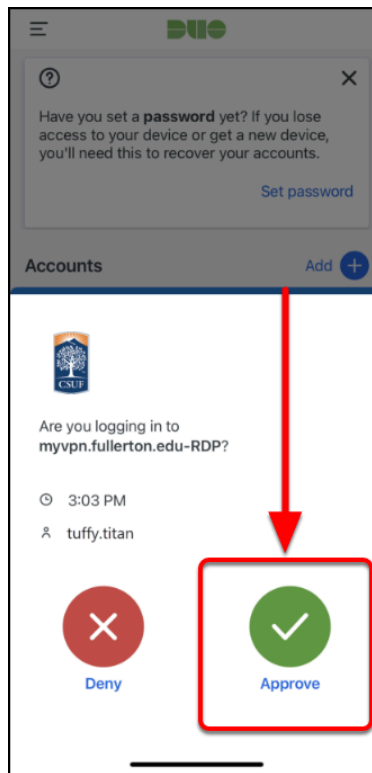 DUO
Have you set a password yet? If you lose
access to your device or get a new device,
you'll need this to recover your accounts.
Set password
Accounts
Add
CSUF
Are you logging in to
myvpn.fullerton.edu-RDP?
3:03 PM
tuffy.titan
Deny
Approve